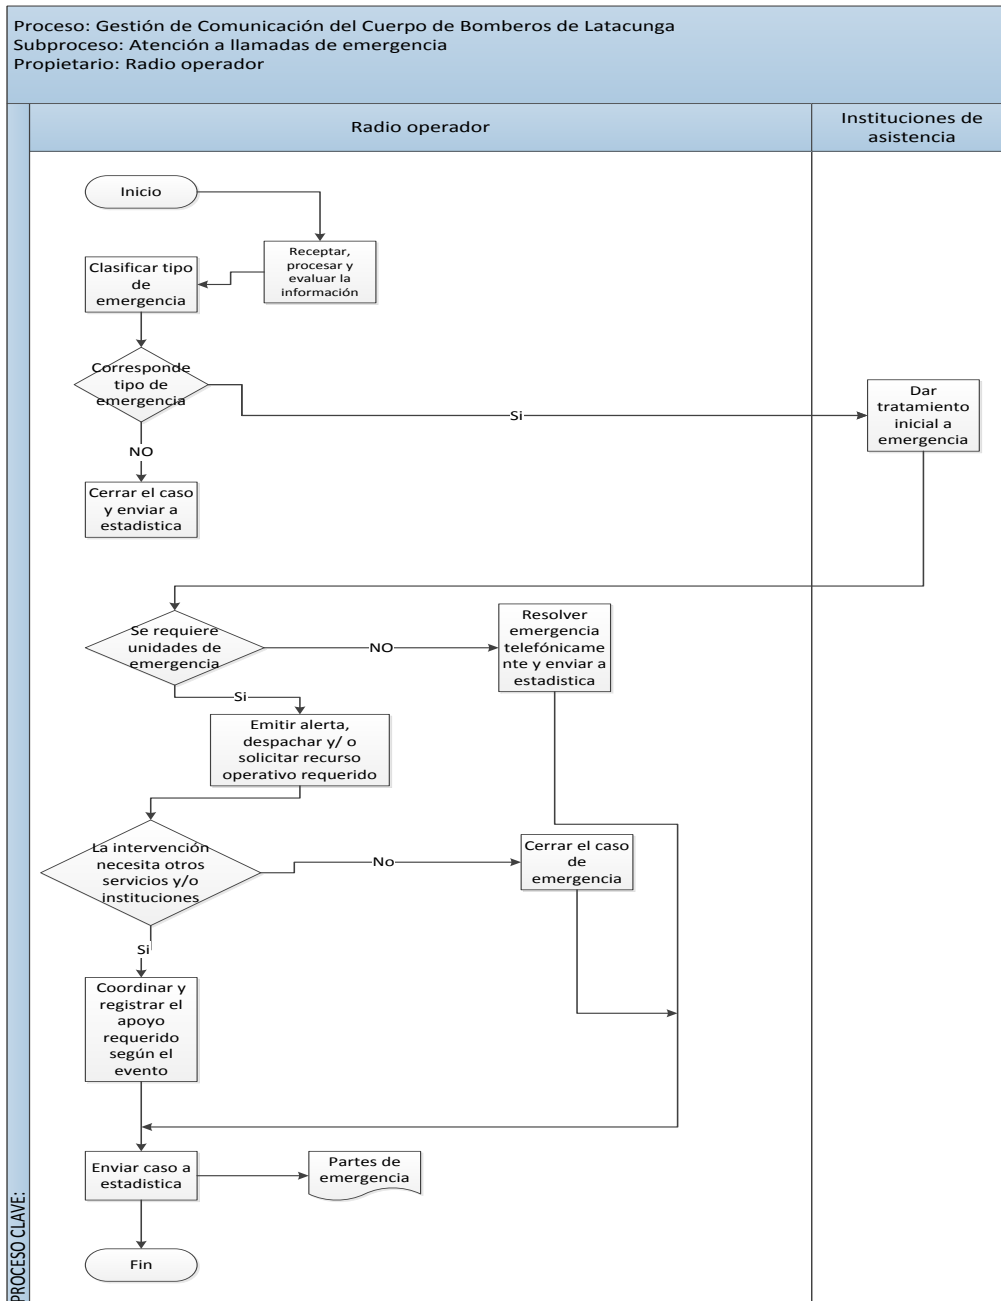 Proceso: Gestión de Comunicación del Cuerpo de Bomberos de Latacunga
Subproceso: Atención a llamadas de emergencia
Propietario: Radio operador
Radio operador
Instituciones de
asistencia
Inicio
Receptar,
procesar y
evaluar la
información
Clasificar tipo
de
emergencia
Corresponde
tipo de
emergencia
Si
Dar
tratamiento
inicial a
emergencia
NO
Cerrar el caso
y enviar a
estadistica
Se requiere
unidades de
emergencia
NO
Resolver
emergencia
telefónicame
nte y enviar a
estadistica
Si
Emitir alerta,
despachar y/ o
solicitar recurso
operativo requerido
La intervención
necesita otros
servicios y/o
instituciones
No
Cerrar el caso
de
emergencia
Si
Coordinar y
registrar el
apoyo
requerido
según el
evento
Enviar caso a
estadistica
Partes de
emergencia
Fin
PROCESO CLAVE: